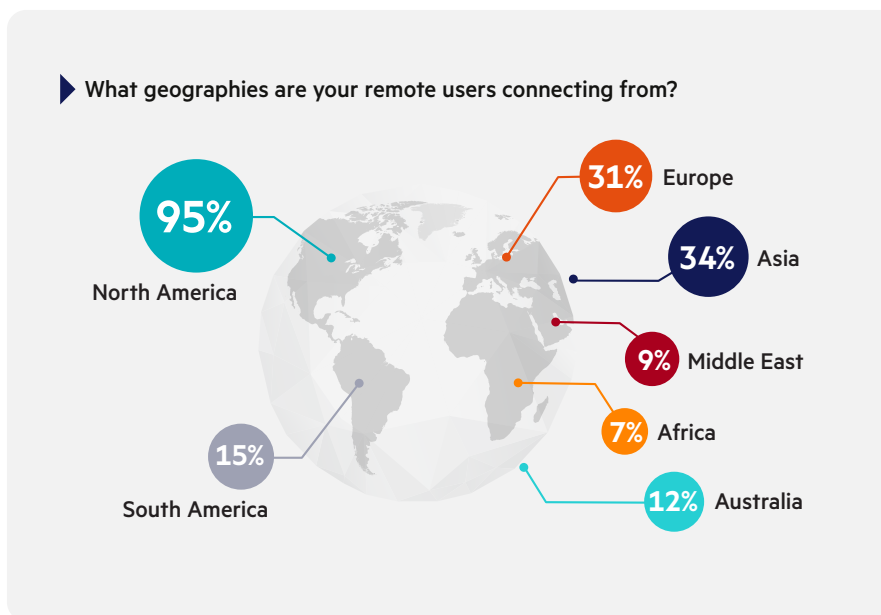 What geographies are your remote users connecting from?
95%
North America
31%
Europe
34%
Asia
9%
Middle East
7%
Africa
15%
South America
12%
Australia